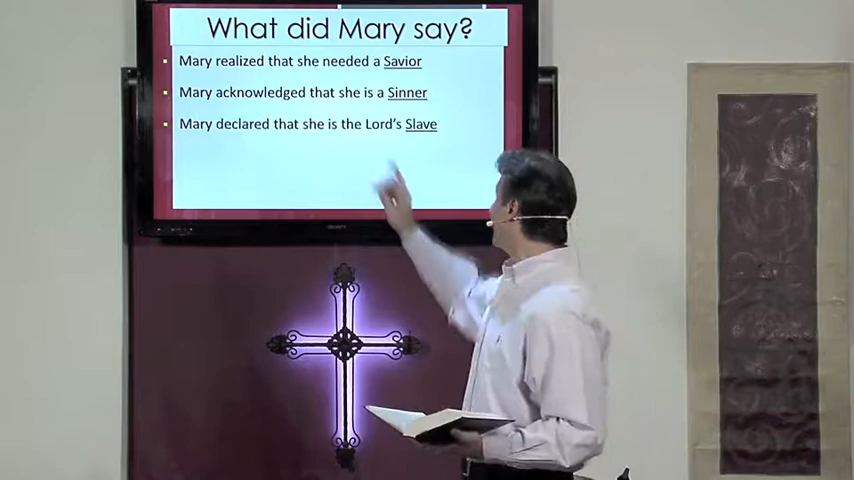 What did Mary say?
Mary realized that she needed a Savior
Mary acknowledged that she is a Sinner
Mary declared that she is the Lord's Slave